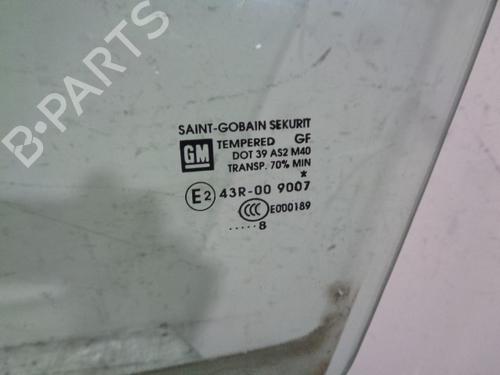 SAINT-GOBAIN SEKURIT
GM TEMPERED GF
DOT 39 AS2 M40
TRANSP. 70% MIN
*
E2 43R-00 9007
CCC E000189
.....8
B-PARTS